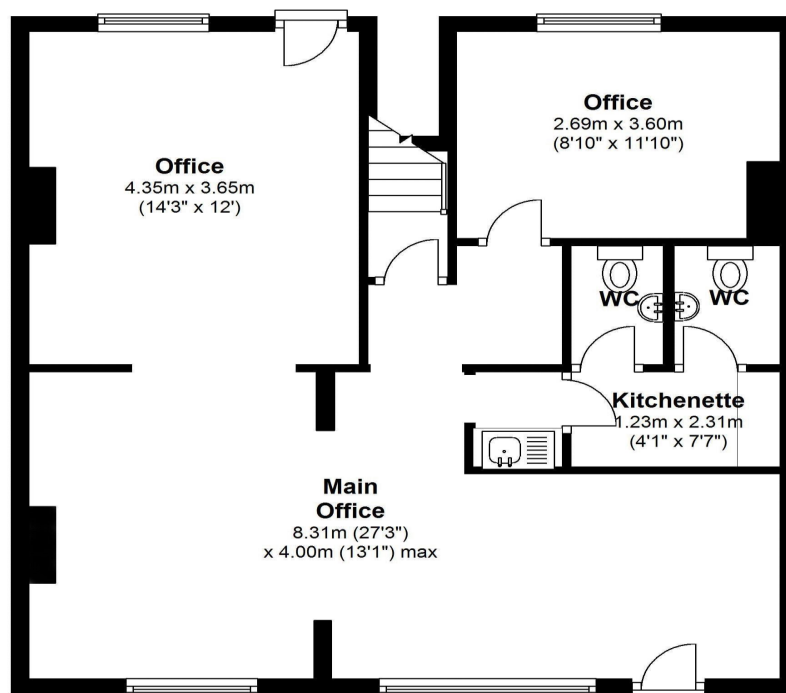 Office
2.69m x 3.60m
(8'10" x 11'10")
Office
4.35m x 3.65m
(14'3" x 12')
WC
WC
Kitchenette
1.23m x 2.31m
(4'1" x 7'7")
Main
Office
8.31m (27'3")
x 4.00m (13'1") max